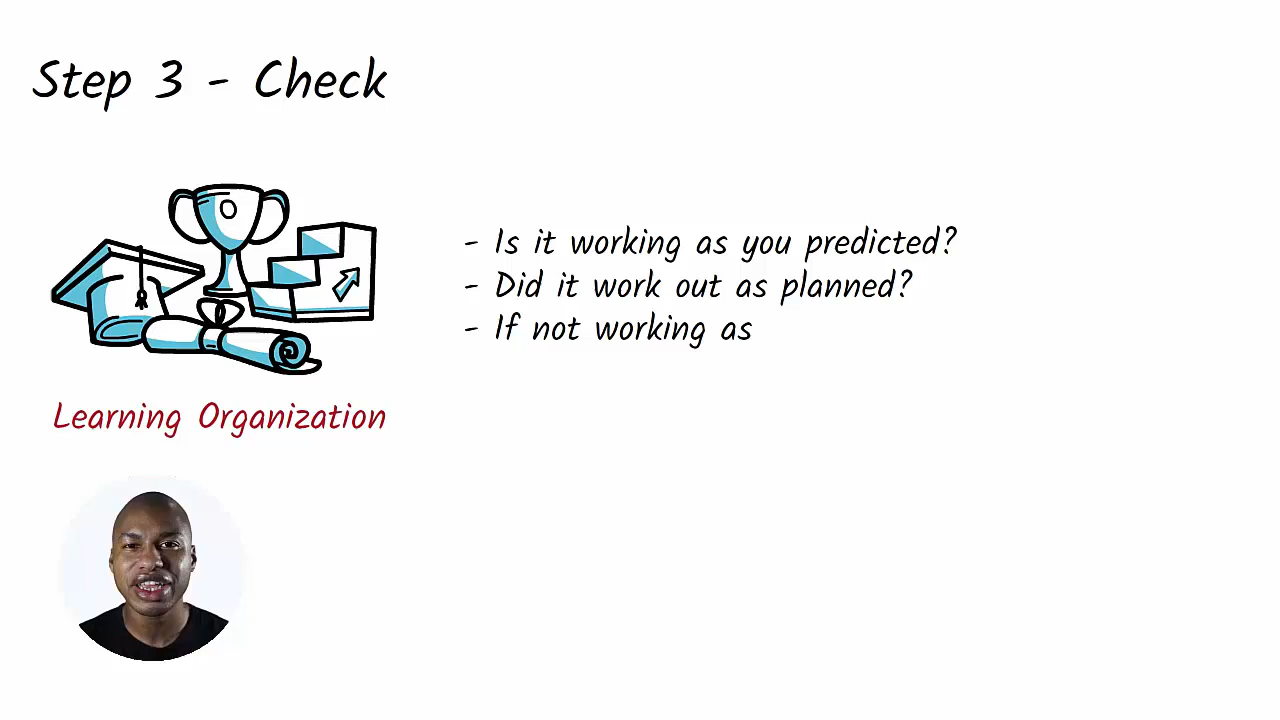 Step 3 - Check
- Is it working as you predicted?
- Did it work out as planned?
- If not working as
Learning Organization